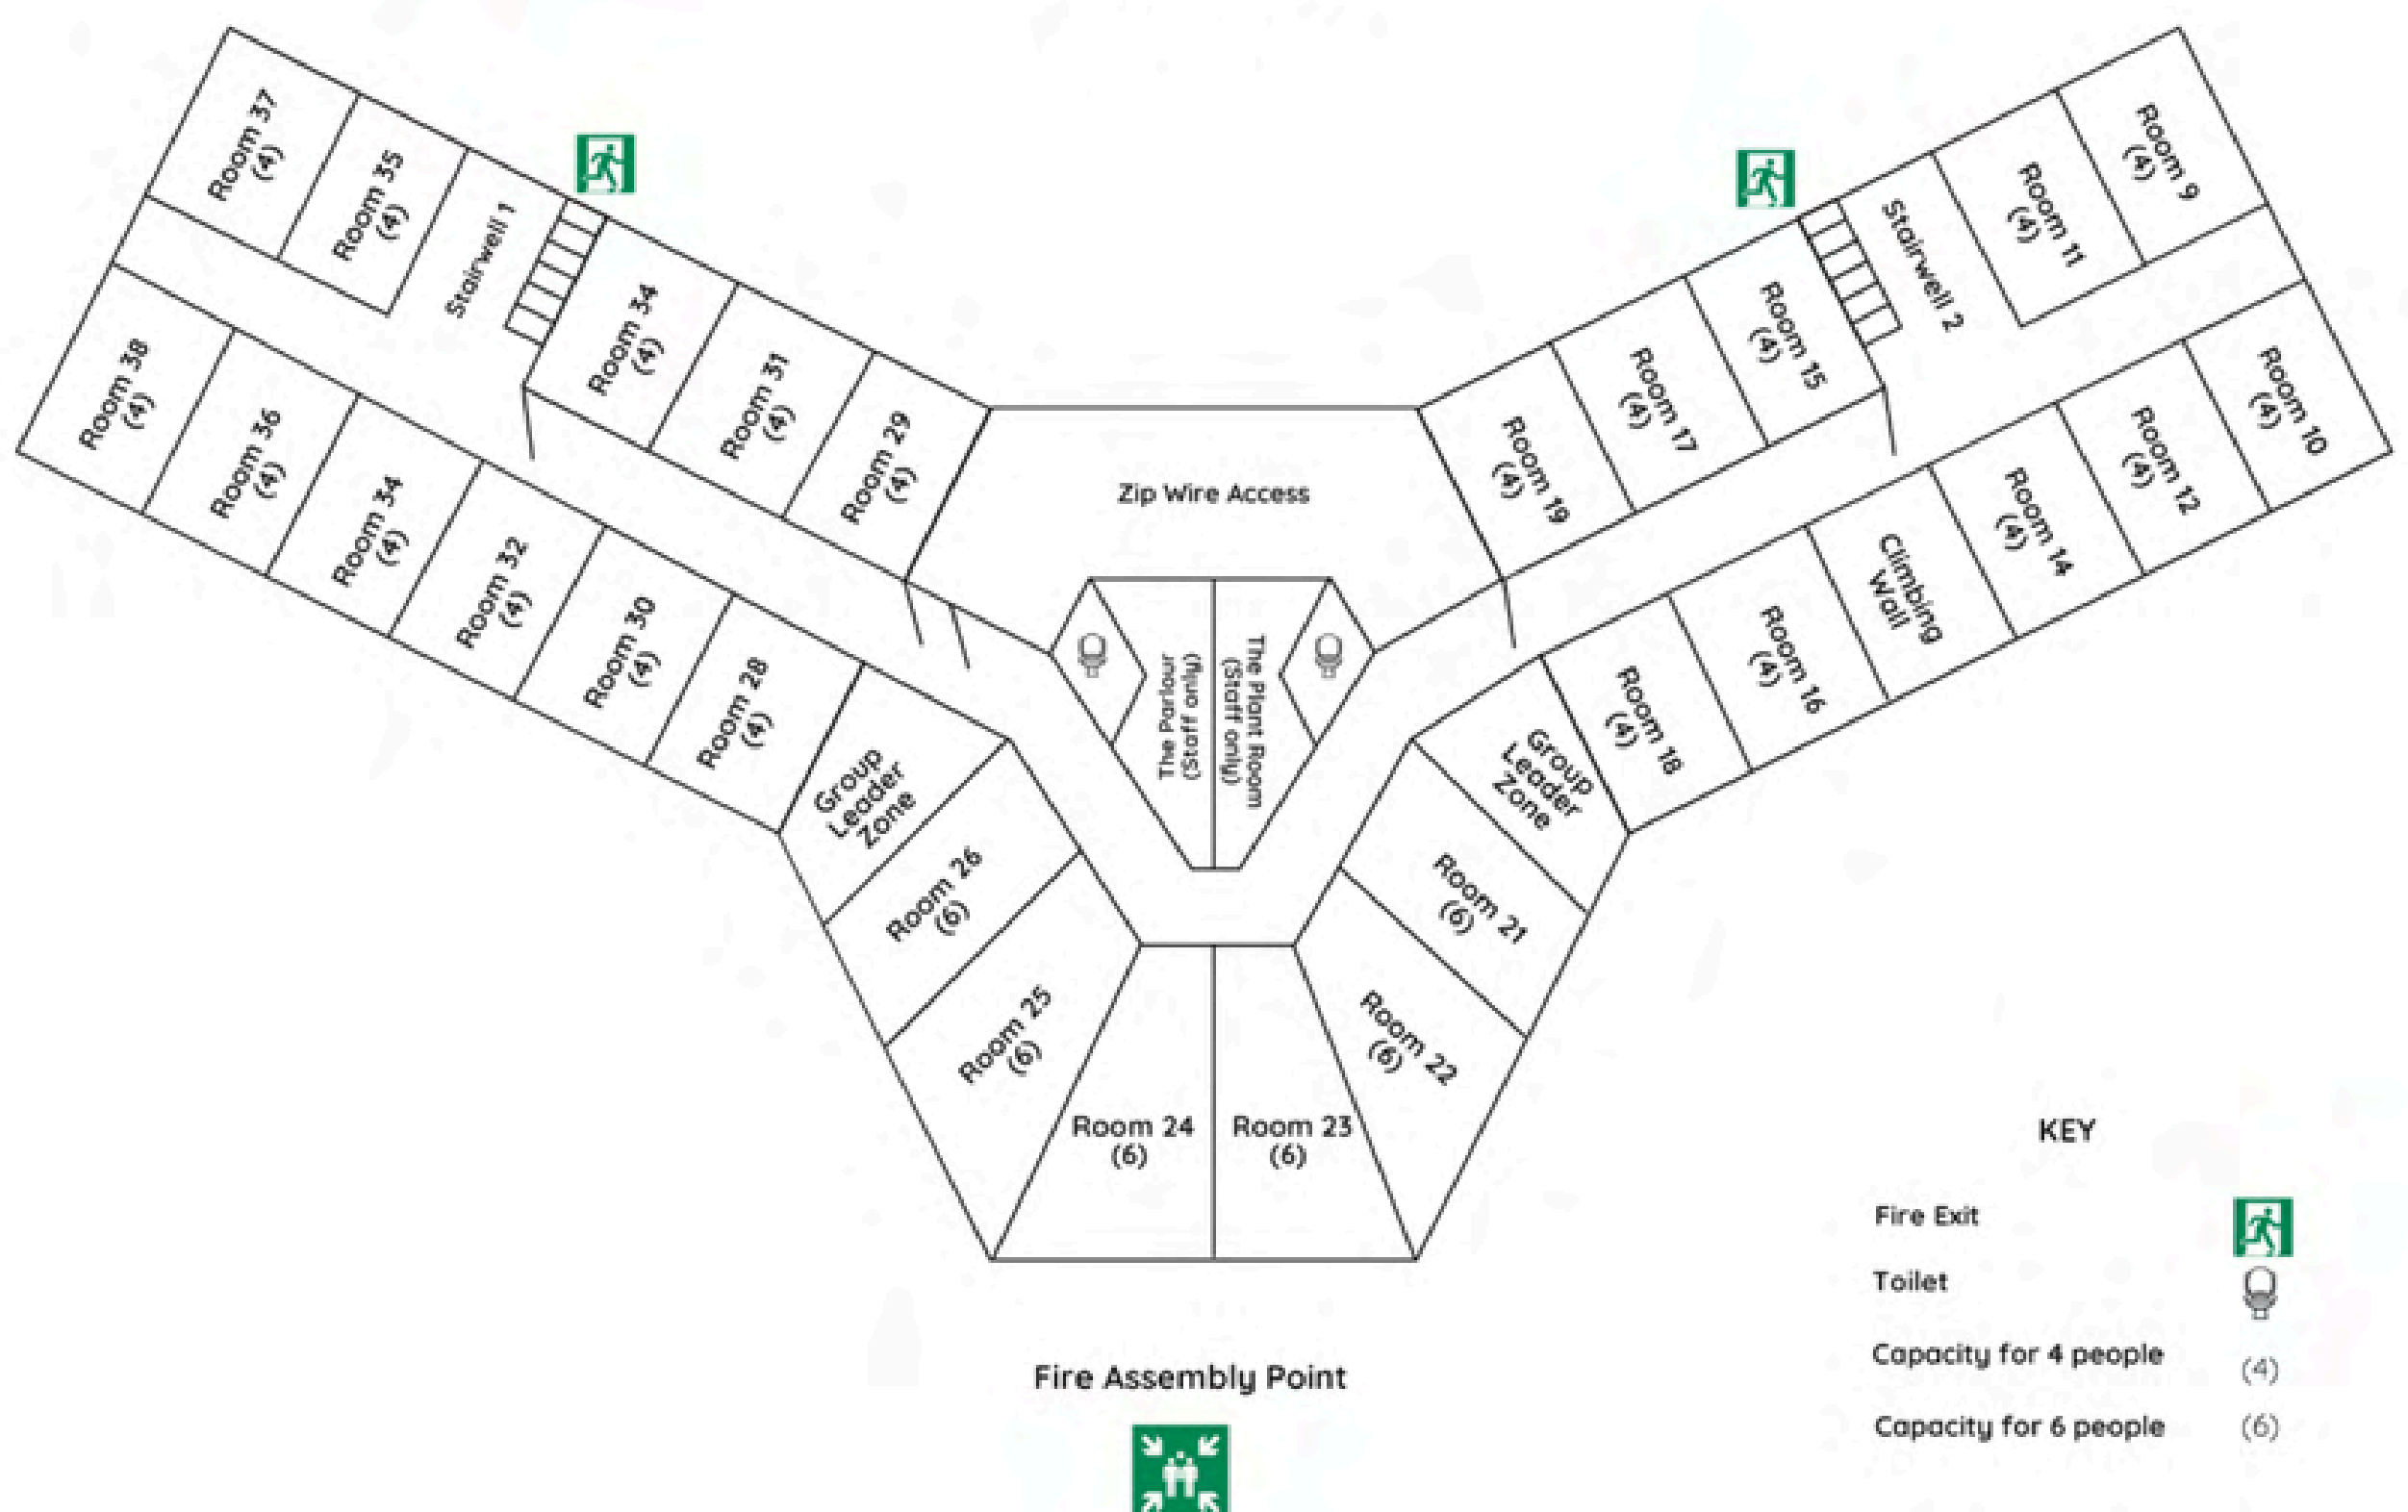 Room 37
(4)
Room 35
(4)
Stairwell 1
Room 34
(4)
Room 31
(4)
Room 29
(4)
Room 38
(4)
Room 36
(4)
Room 34
(4)
Room 32
(4)
Room 30
(4)
Room 28
(4)
Group
Leader
Zone
Room 26
(6)
Room 25
(6)
Room 24
(6)
Room 23
(6)
Room 22
(6)
Room 21
(6)
Group
Leader
Zone
Zip Wire Access
The Parlour
(Staff only)
The Plant Room
(Staff only)
Room 19
(4)
Room 17
(4)
Room 15
(4)
Stairwell 2
Room 11
(4)
Room 9
(4)
Room 18
(4)
Room 16
(4)
Climbing
Wall
Room 14
(4)
Room 12
(4)
Room 10
(4)
Fire Assembly Point
KEY
Fire Exit
Toilet
Capacity for 4 people
(4)
Capacity for 6 people
(6)